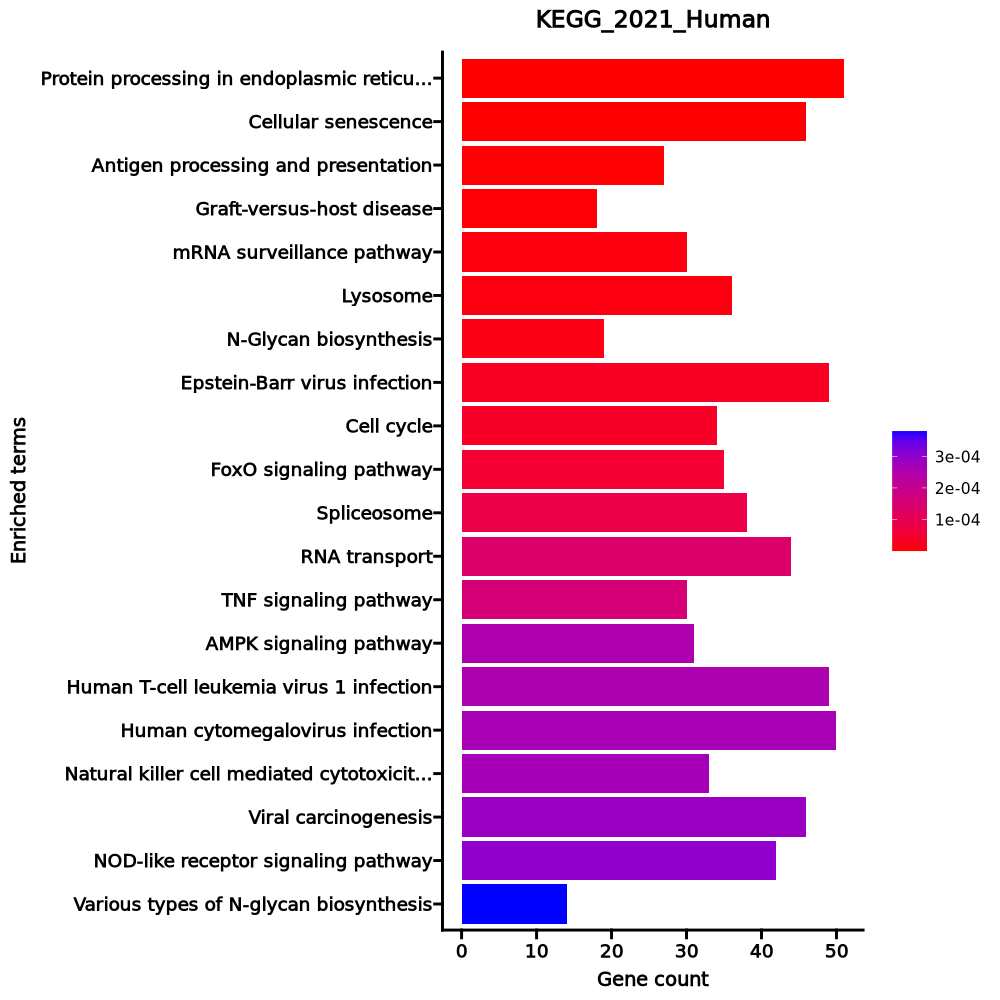 KEGG_2021_Human
Protein processing in endoplasmic reticu...
Cellular senescence
Antigen processing and presentation
Graft-versus-host disease
mRNA surveillance pathway
Lysosome
N-Glycan biosynthesis
Epstein-Barr virus infection
Cell cycle
FoxO signaling pathway
Spliceosome
RNA transport
TNF signaling pathway
AMPK signaling pathway
Human T-cell leukemia virus 1 infection
Human cytomegalovirus infection
Natural killer cell mediated cytotoxicit...
Viral carcinogenesis
NOD-like receptor signaling pathway
Various types of N-glycan biosynthesis
Enriched terms
0 10 20 30 40 50
Gene count
3e-04
2e-04
1e-04